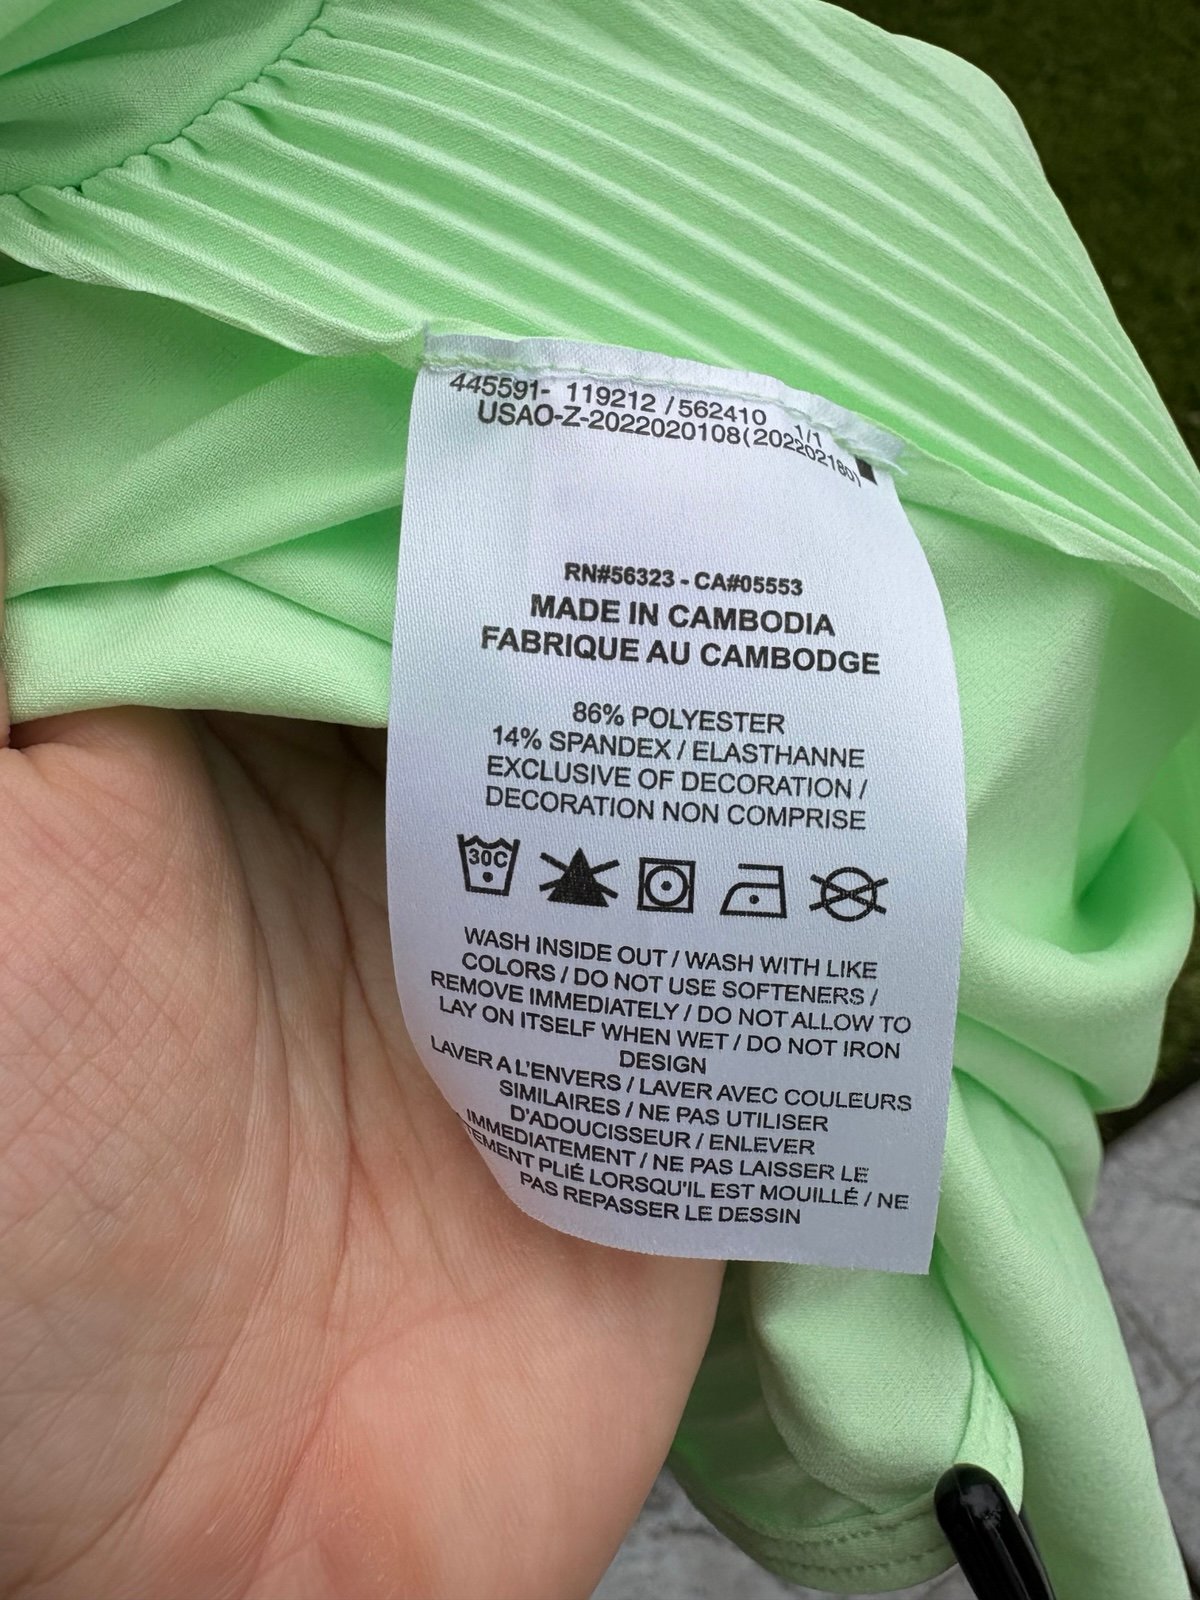 445591- 119212 / 562410 1/1
USAO-Z-2022020108(202202180)
RN#56323 - CA#05553
MADE IN CAMBODIA
FABRIQUE AU CAMBODGE
86% POLYESTER
14% SPANDEX / ELASTHANNE
EXCLUSIVE OF DECORATION /
DECORATION NON COMPRISE
30C
WASH INSIDE OUT / WASH WITH LIKE
COLORS / DO NOT USE SOFTENERS /
REMOVE IMMEDIATELY / DO NOT ALLOW TO
LAY ON ITSELF WHEN WET / DO NOT IRON
DESIGN
LAVER A L'ENVERS / LAVER AVEC COULEURS
SIMILAIRES / NE PAS UTILISER
D'ADOUCISSEUR / ENLEVER
IMMEDIATEMENT / NE PAS LAISSER LE
TEMENT PLIÉ LORSQU'IL EST MOUILLÉ / NE
PAS REPASSER LE DESSIN